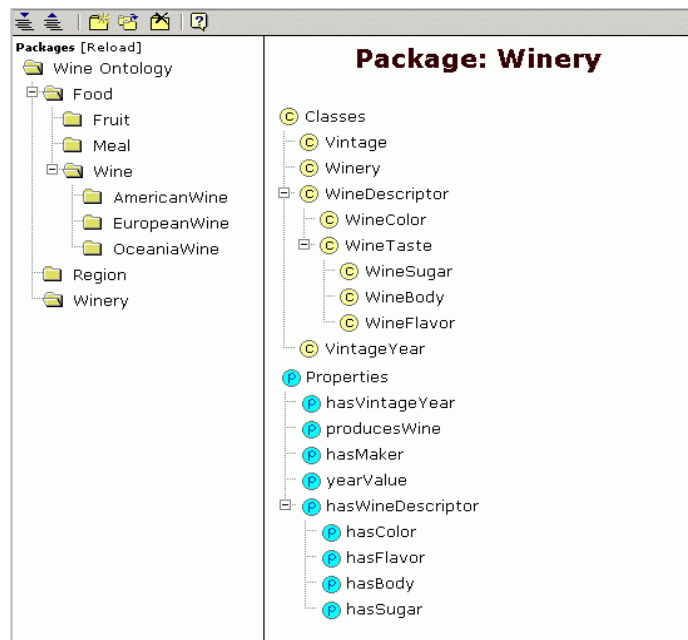 Packages [Reload]
Wine Ontology
Food
Fruit
Meal
Wine
AmericanWine
EuropeanWine
OceaniaWine
Region
Winery
Package: Winery
C Classes
C Vintage
C Winery
C WineDescriptor
C WineColor
C WineTaste
C WineSugar
C WineBody
C WineFlavor
C VintageYear
P Properties
P hasVintageYear
P producesWine
P hasMaker
P yearValue
P hasWineDescriptor
P hasColor
P hasFlavor
P hasBody
P hasSugar